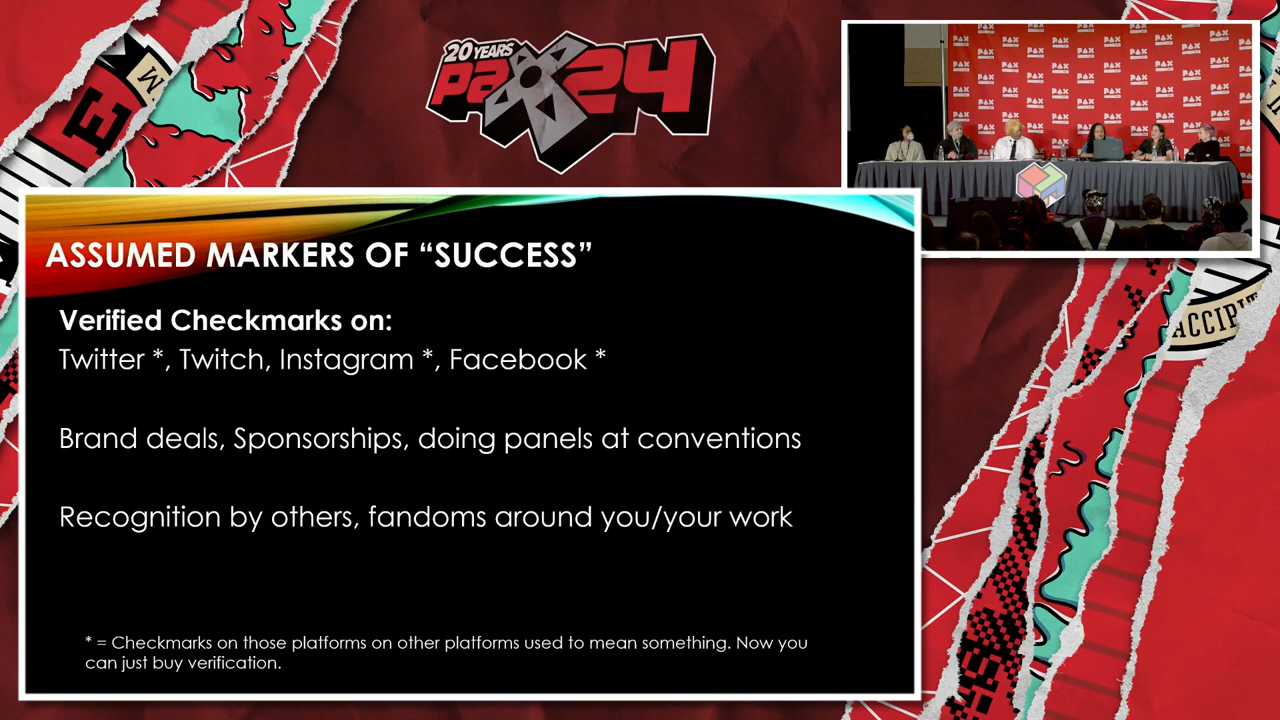 20 YEARS
PAX24
ASSUMED MARKERS OF “SUCCESS”
Verified Checkmarks on:
Twitter *, Twitch, Instagram *, Facebook *
Brand deals, Sponsorships, doing panels at conventions
Recognition by others, fandoms around you/your work
* = Checkmarks on those platforms on other platforms used to mean something. Now you
can just buy verification.